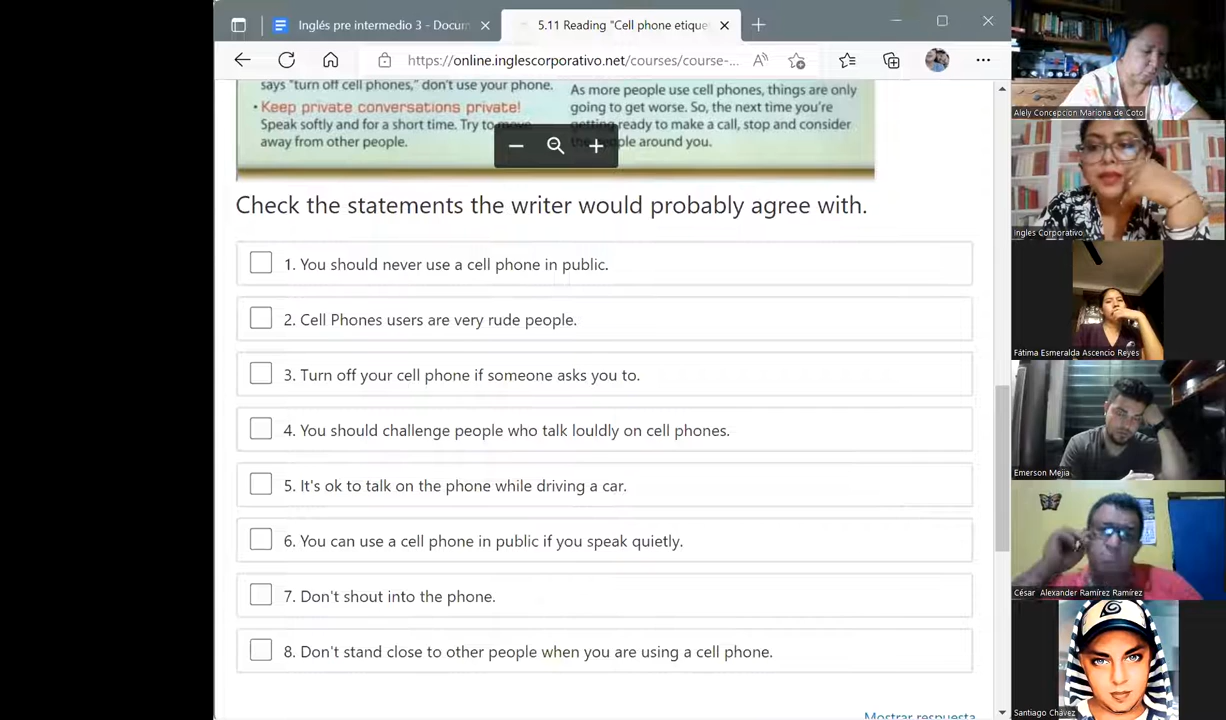 Inglés pre intermedio 3 - Docum
5.11 Reading "Cell phone etique
https://online.inglescorporativo.net/courses/course-...
says "turn off cell phones," don't use your phone.
• Keep private conversations private!
Speak softly and for a short time. Try to move
away from other people.
As more people use cell phones, things are only
going to get worse. So, the next time you're
getting ready to make a call, stop and consider
the people around you.
Check the statements the writer would probably agree with.
1. You should never use a cell phone in public.
2. Cell Phones users are very rude people.
3. Turn off your cell phone if someone asks you to.
4. You should challenge people who talk louldly on cell phones.
5. It's ok to talk on the phone while driving a car.
6. You can use a cell phone in public if you speak quietly.
7. Don't shout into the phone.
8. Don't stand close to other people when you are using a cell phone.
Mostrar respuesta
Alely Concepcion Mariona de Coto
Ingles Corporativo
Fátima Esmeralda Ascencio Reyes
Emerson Mejia
César Alexander Ramírez Ramírez
Santiago Chávez